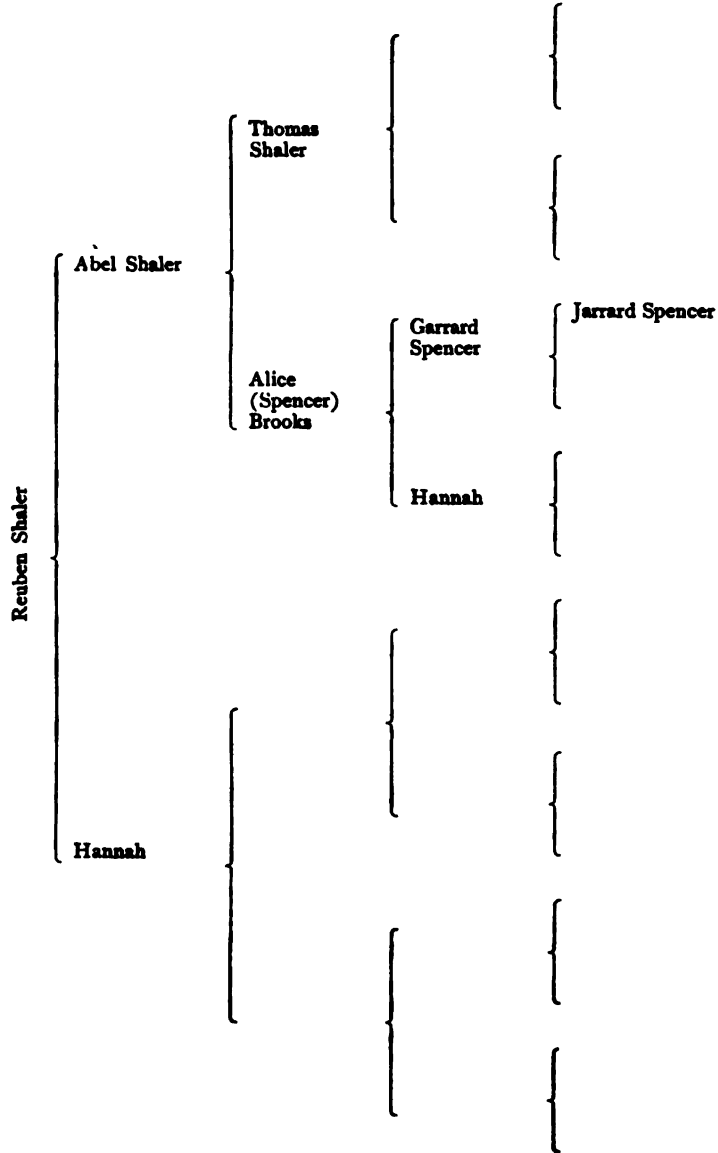 Reuben Shaler
Abel Shaler
Thomas
Shaler
Alice
(Spencer)
Brooks
Garrard
Spencer
Hannah
Jarrard Spencer
Hannah